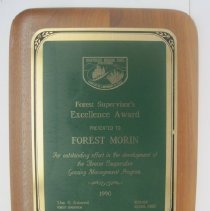 Forest Supervisor's
Excellence Award
PRESENTED TO
FOREST MORIN
For outstanding effort in the development of
the Cooperative
Grazing Management Program
1990